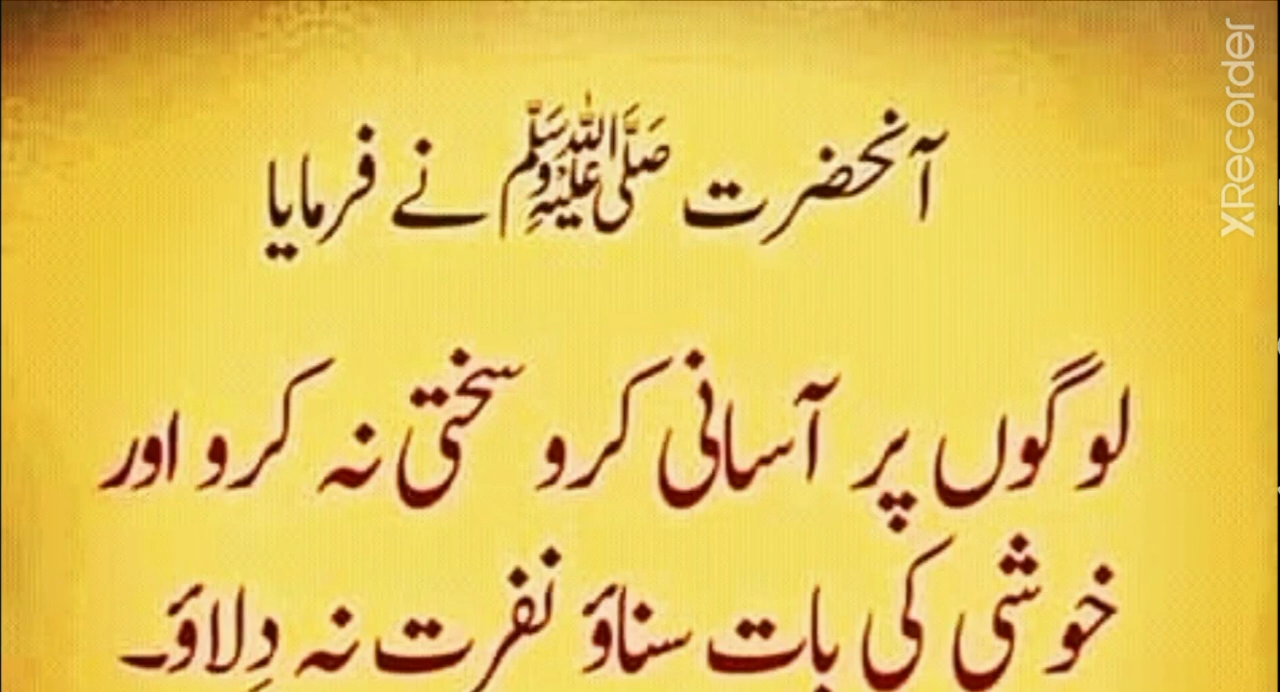 آنحضرت صَلَّی اللہُ عَلَیْہِ وَسَلَّم نے فرمایا
لوگوں پر آسانی کرو سختی نہ کرو اور
خوشی کی بات سناؤ نفرت نہ دِلاؤ۔
XRecorder